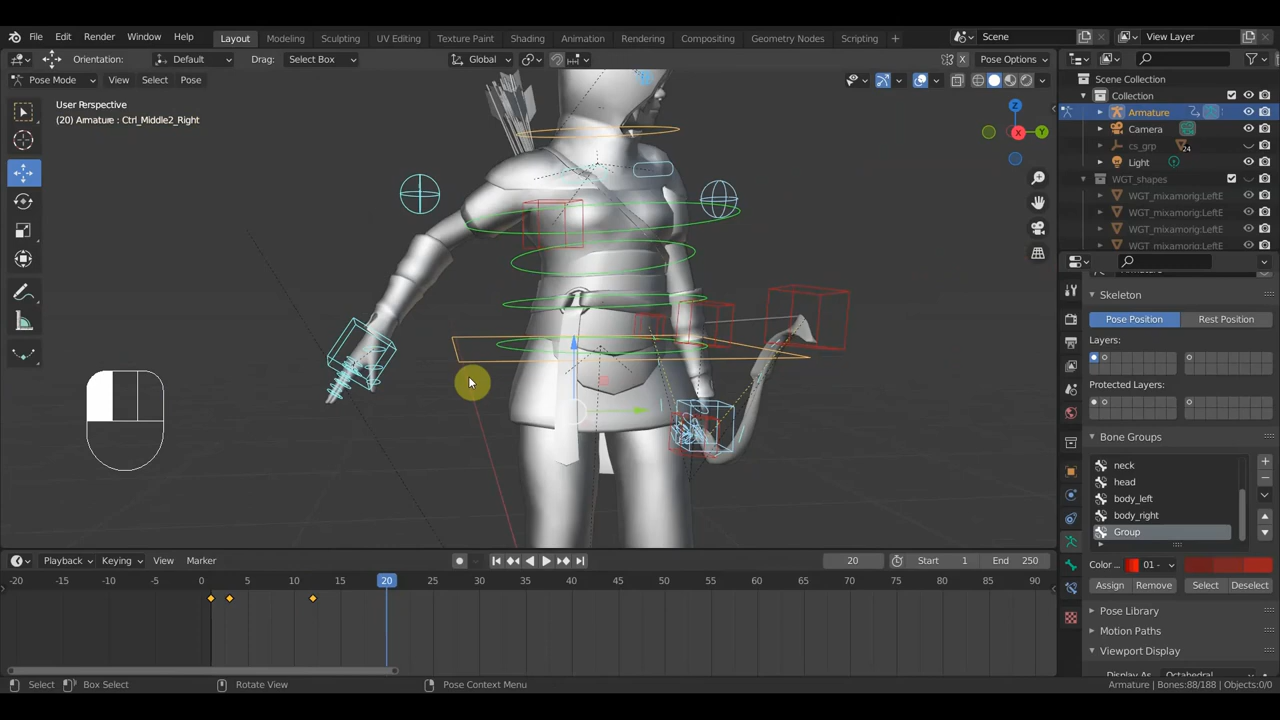 File Edit Render Window Help Layout Modeling Sculpting UV Editing Texture Paint Shading Animation Rendering Compositing Geometry Nodes Scripting + Scene View Layer
Orientation: Default Drag: Select Box Global X Pose Options
Pose Mode View Select Pose
User Perspective
(20) Armature : Ctrl_Middle2_Right
Z
X
Y
Scene Collection
Collection
Armature
Camera
cs_grp 24
Light
WGT_shapes
WGT_mixamorig:LeftE
WGT_mixamorig:LeftE
WGT_mixamorig:LeftE
WGT_mixamorig:LeftE
Skeleton
Pose Position Rest Position
Layers:
Protected Layers:
Bone Groups
neck
head
body_left
body_right
Group
Color ... 01 -
Assign Remove Select Deselect
Pose Library
Motion Paths
Viewport Display
Playback Keying View Marker 20 Start 1 End 250
-20 -15 -10 -5 0 5 10 15 20 25 30 35 40 45 50 55 60 65 70 75 80 85 90
Select Box Select Rotate View Pose Context Menu Armature | Bones:88/188 | Objects:0/0